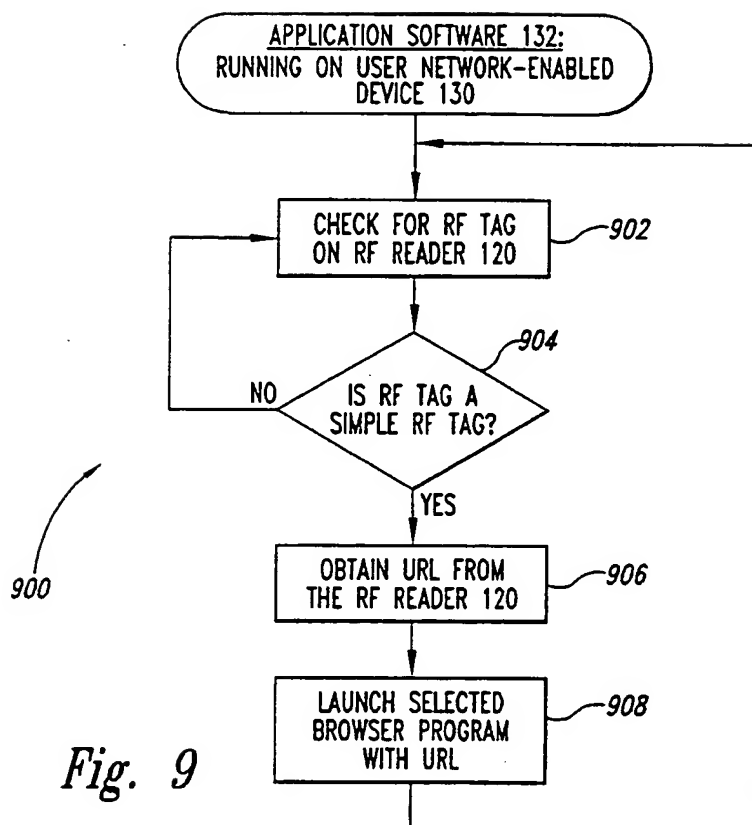 APPLICATION SOFTWARE 132:
RUNNING ON USER NETWORK-ENABLED
DEVICE 130
CHECK FOR RF TAG
ON RF READER 120
902
904
IS RF TAG A
SIMPLE RF TAG?
NO
YES
900
OBTAIN URL FROM
THE RF READER 120
906
LAUNCH SELECTED
BROWSER PROGRAM
WITH URL
908
Fig. 9